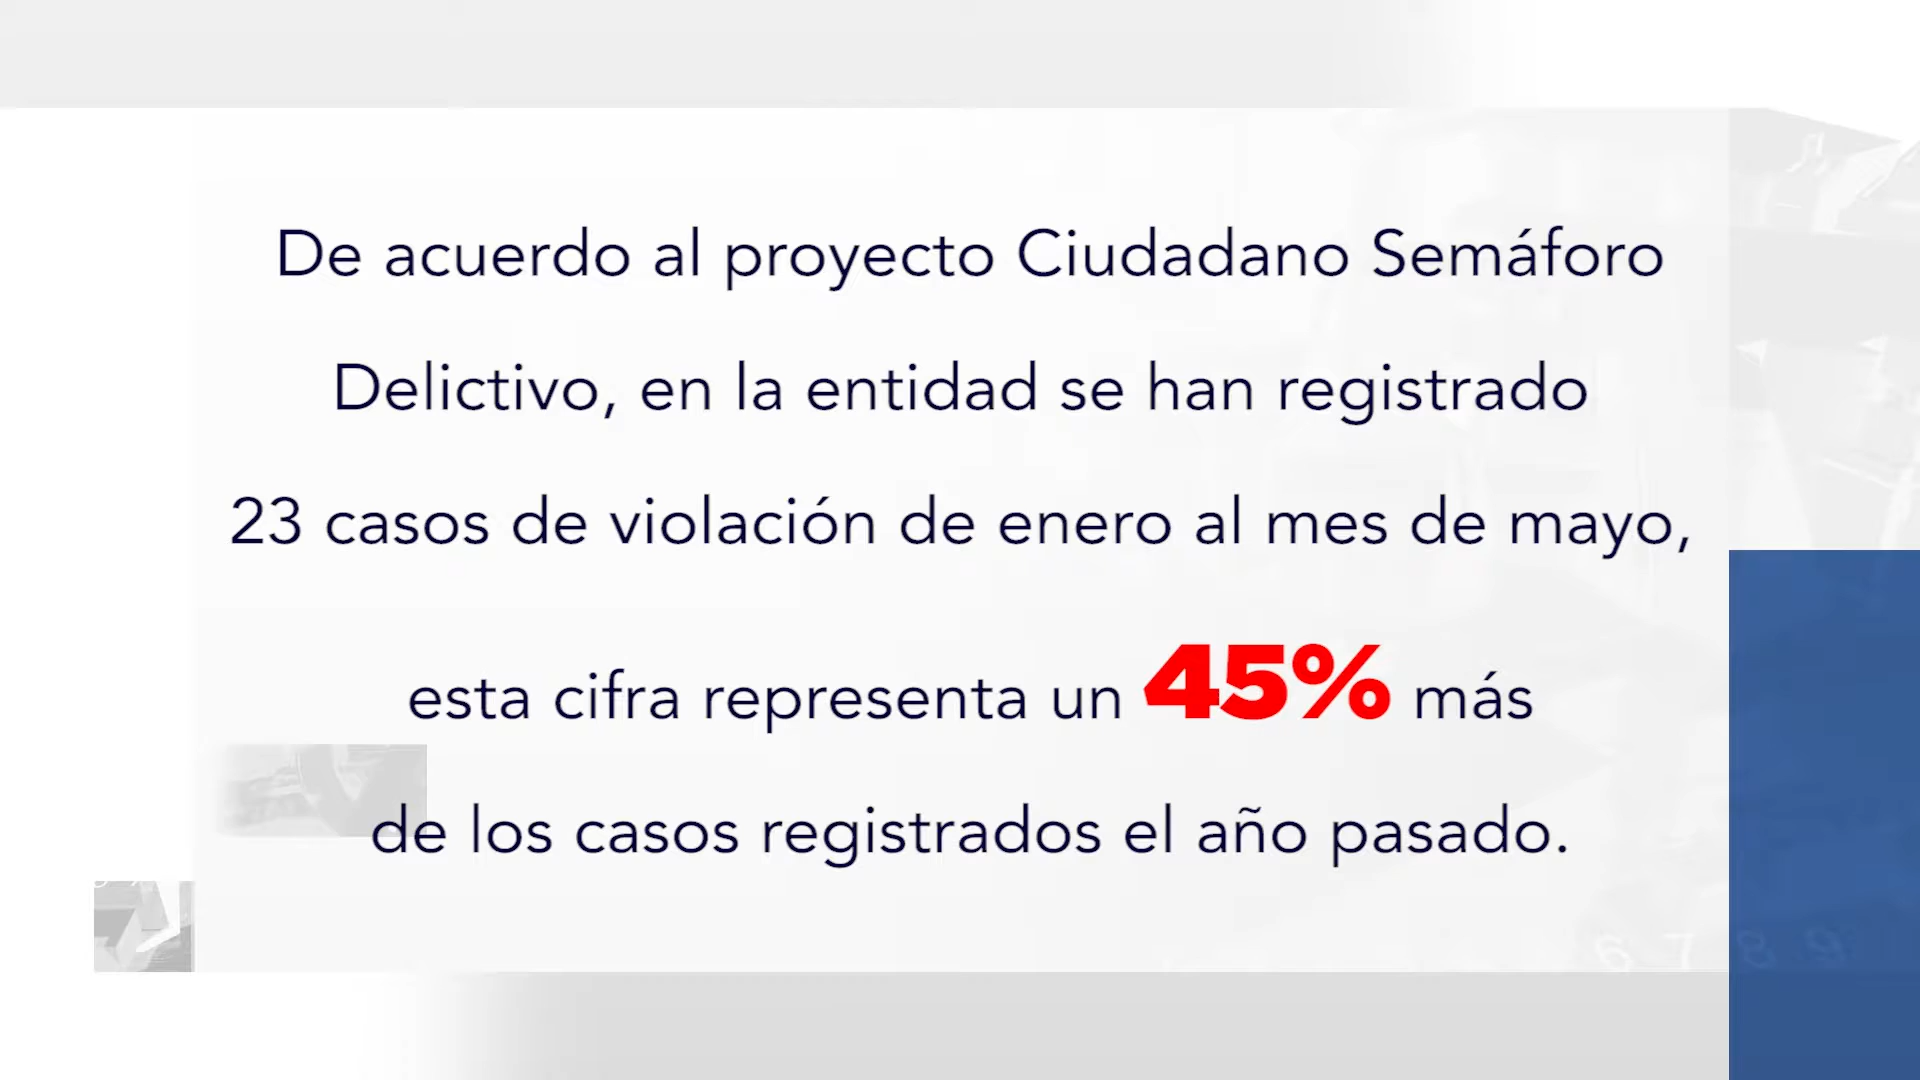 De acuerdo al proyecto Ciudadano Semáforo
Delictivo, en la entidad se han registrado
23 casos de violación de enero al mes de mayo,
esta cifra representa un 45% más
de los casos registrados el año pasado.